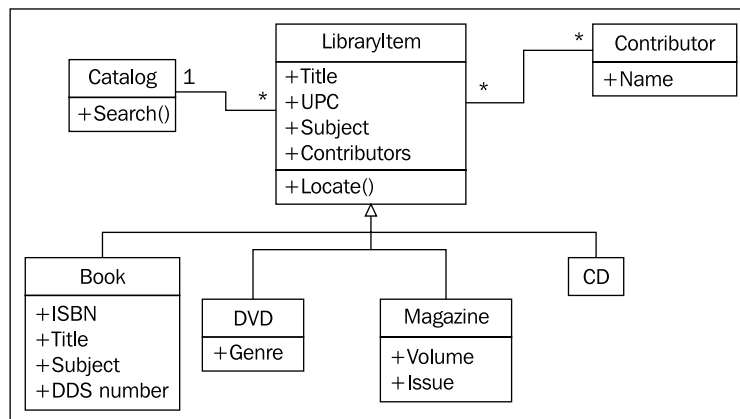 LibraryItem
+Title
+UPC
+Subject
+Contributors
+Locate()
Catalog
+Search()
1
*
*
*
Contributor
+Name
Book
+ISBN
+Title
+Subject
+DDS number
DVD
+Genre
Magazine
+Volume
+Issue
CD